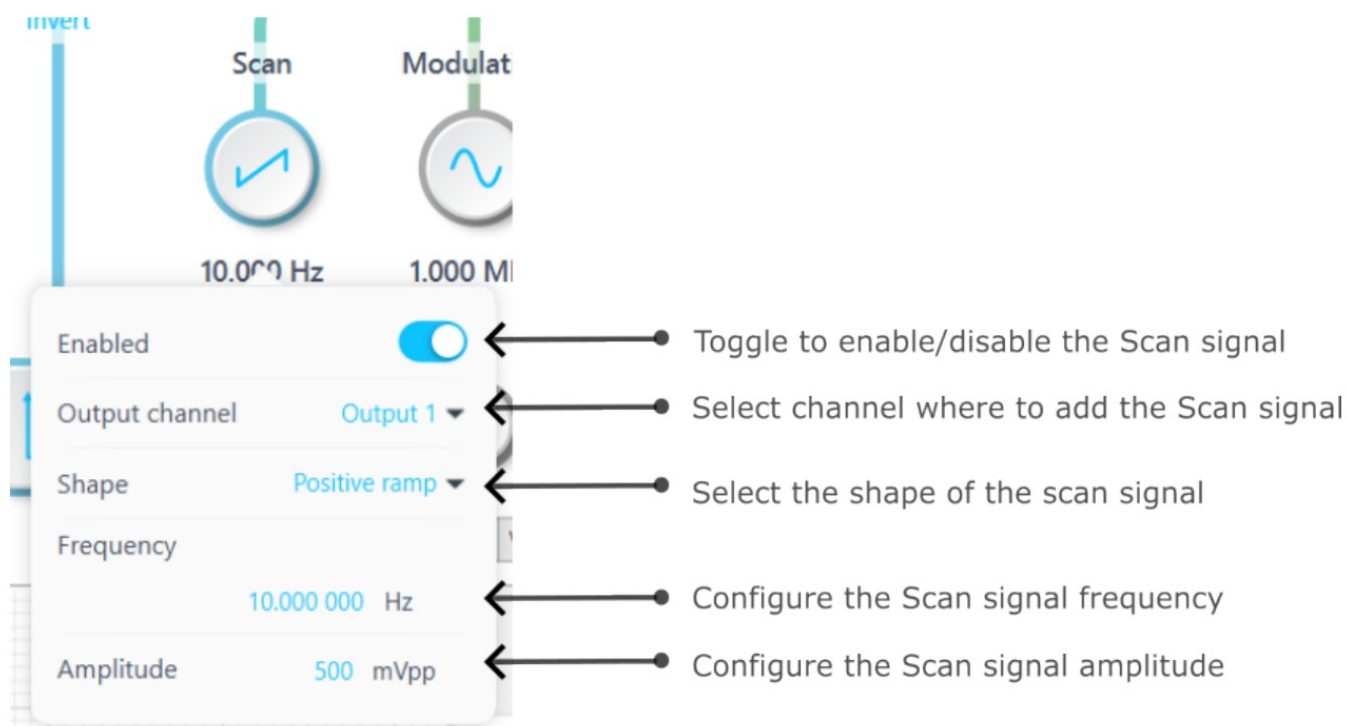 Invert
Scan
10.000 Hz
Enabled
Toggle to enable/disable the Scan signal
Output channel
Output 1
Select channel where to add the Scan signal
Shape
Positive ramp
Select the shape of the scan signal
Frequency
10.000 000 Hz
Configure the Scan signal frequency
Amplitude
500 mVpp
Configure the Scan signal amplitude